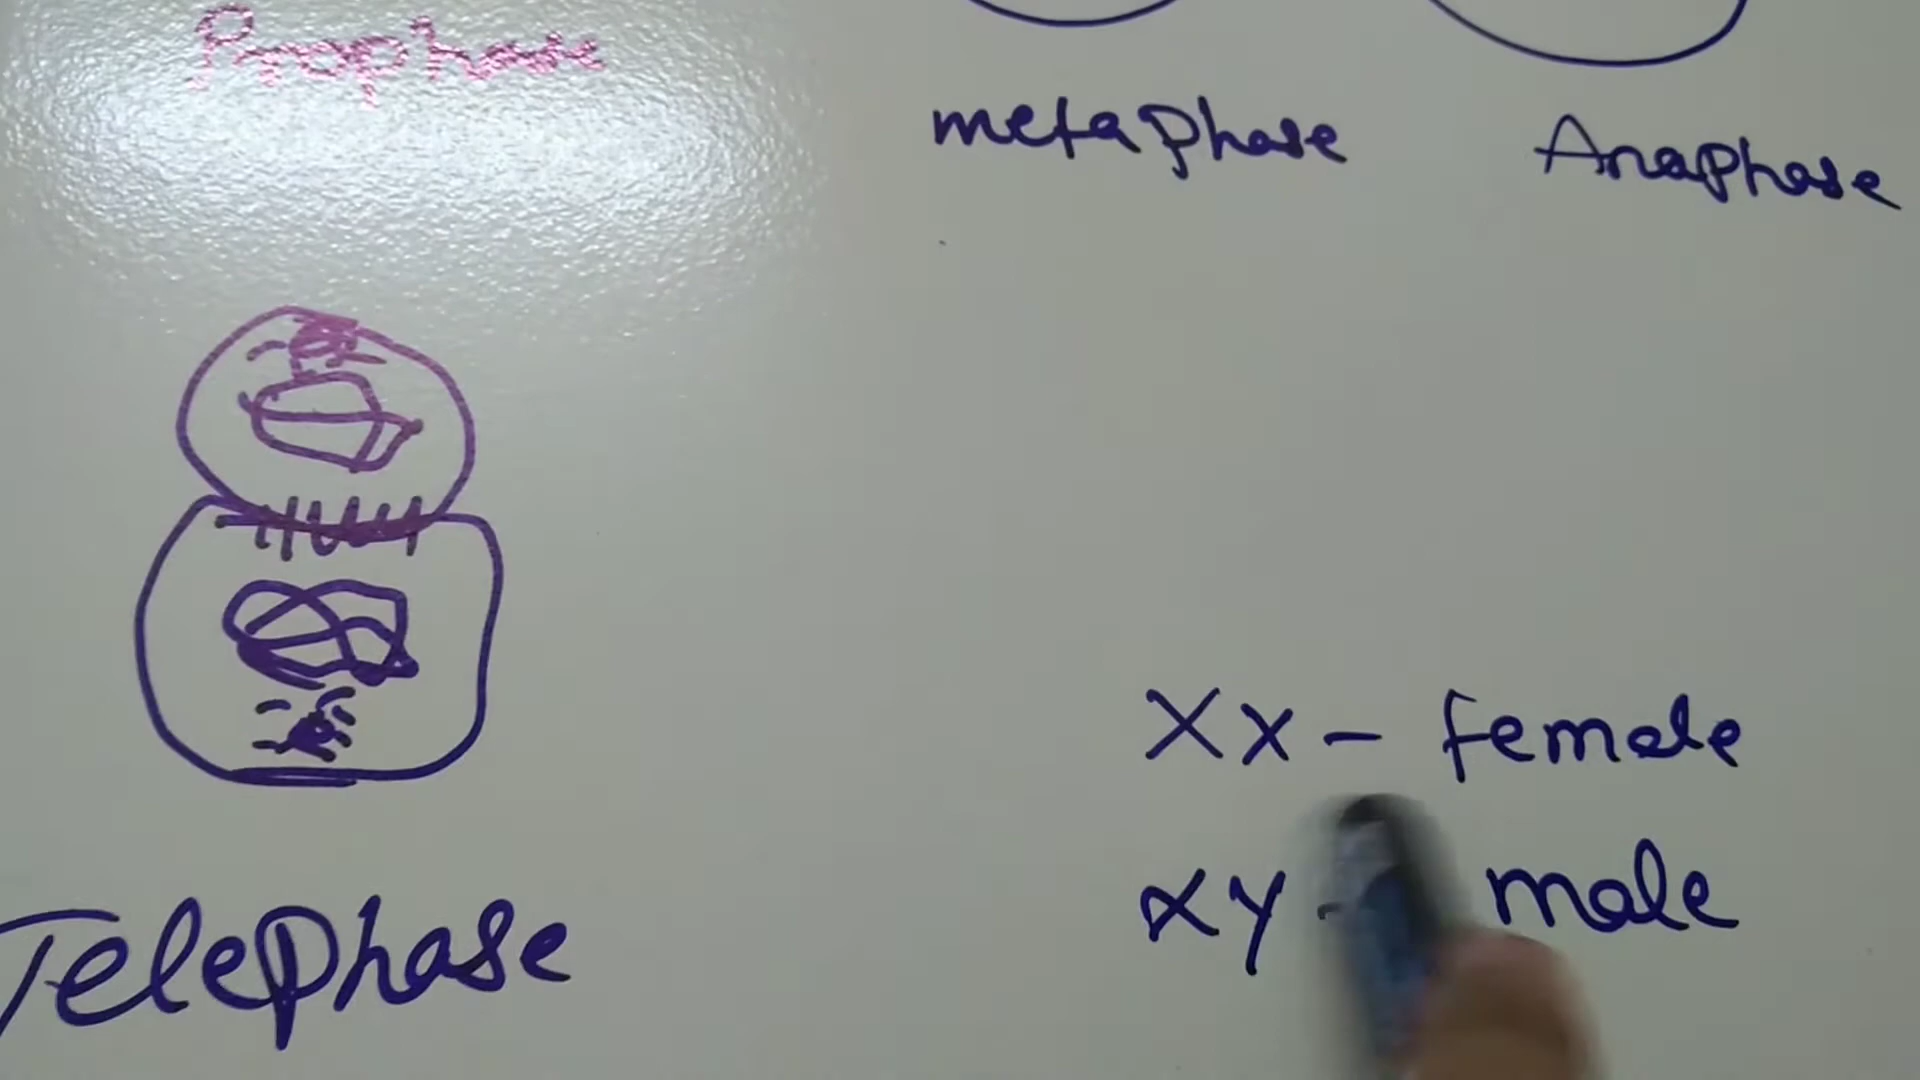 Prophase
metaphase
Anaphase
Xx - female
xy - male
Telephase